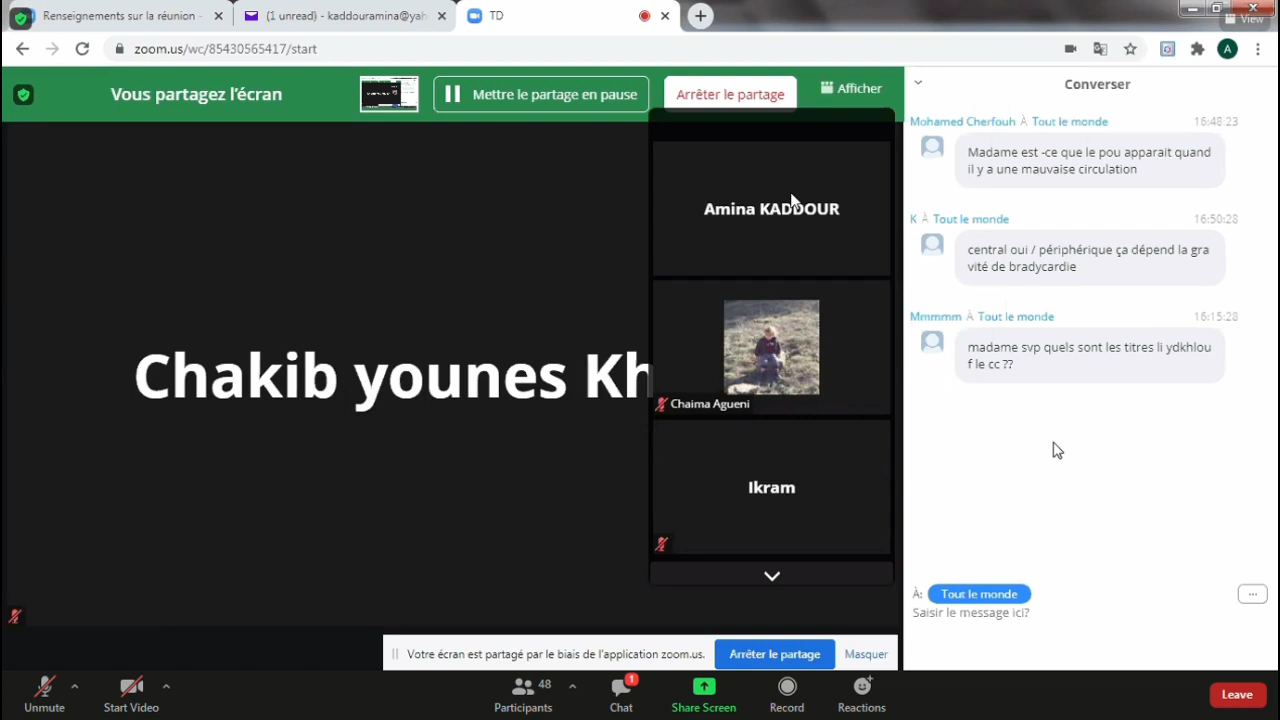 Renseignements sur la réunion -
(1 unread) - kaddouramina@yah
TD
View
zoom.us/wc/85430565417/start
A
Vous partagez l'écran
Mettre le partage en pause
Arrêter le partage
Afficher
Converser
Mohamed Cherfouh À Tout le monde 16:48:23
Madame est -ce que le pou apparait quand
il y a une mauvaise circulation
K À Tout le monde 16:50:28
central oui / périphérique ça dépend la gra
vité de bradycardie
Mmmmm À Tout le monde 16:15:28
madame svp quels sont les titres li ydkhlou
f le cc ??
Amina KADDOUR
Chakib younes Kh
Chaima Agueni
Ikram
À: Tout le monde
Saisir le message ici?
Votre écran est partagé par le biais de l'application zoom.us.
Arrêter le partage
Masquer
Unmute
Start Video
48
Participants
1
Chat
Share Screen
Record
Reactions
Leave